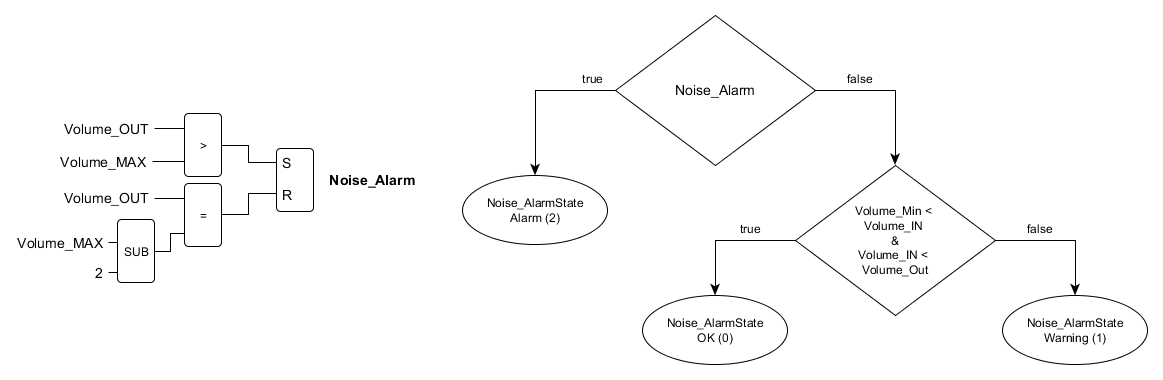 Volume_OUT
Volume_MAX
>
Volume_OUT
=
Volume_MAX
2
SUB
S
R
Noise_Alarm
Noise_Alarm
true
false
Noise_AlarmState
Alarm (2)
Volume_Min <
Volume_IN
&
Volume_IN <
Volume_Out
true
false
Noise_AlarmState
OK (0)
Noise_AlarmState
Warning (1)